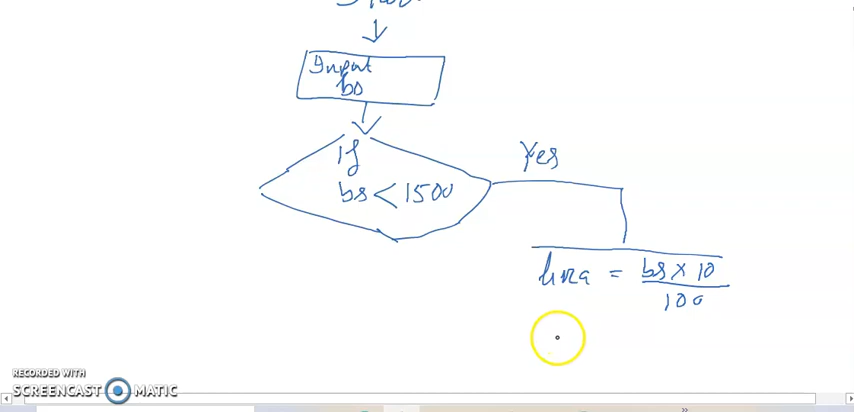 Input
bs
If
bs < 1500
Yes
hra = bs × 10
100
RECORDED WITH
SCREENCAST MATIC